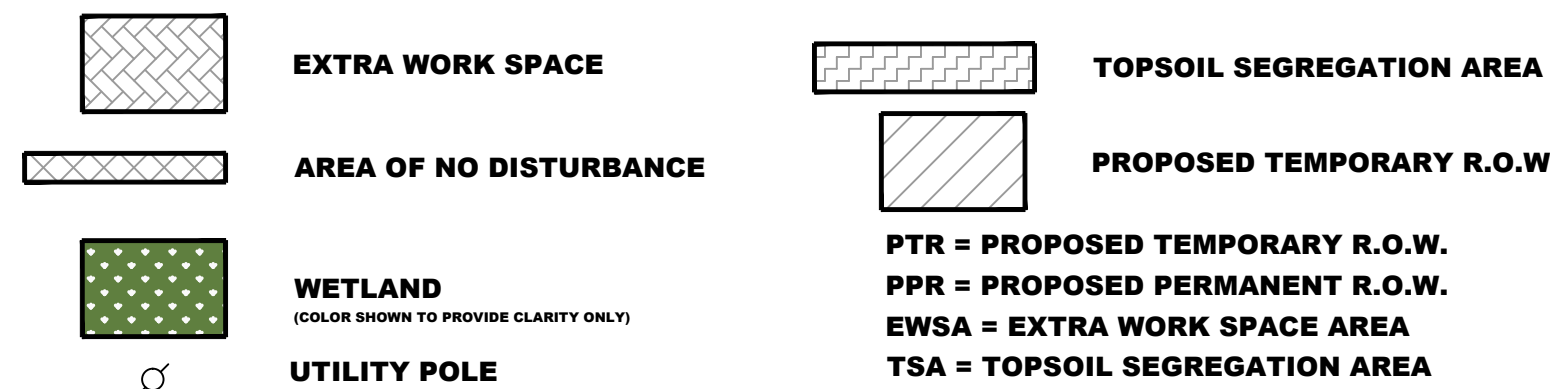 EXTRA WORK SPACE
AREA OF NO DISTURBANCE
WETLAND
(COLOR SHOWN TO PROVIDE CLARITY ONLY)
UTILITY POLE
TOPSOIL SEGREGATION AREA
PROPOSED TEMPORARY R.O.W
PTR = PROPOSED TEMPORARY R.O.W.
PPR = PROPOSED PERMANENT R.O.W.
EWSA = EXTRA WORK SPACE AREA
TSA = TOPSOIL SEGREGATION AREA